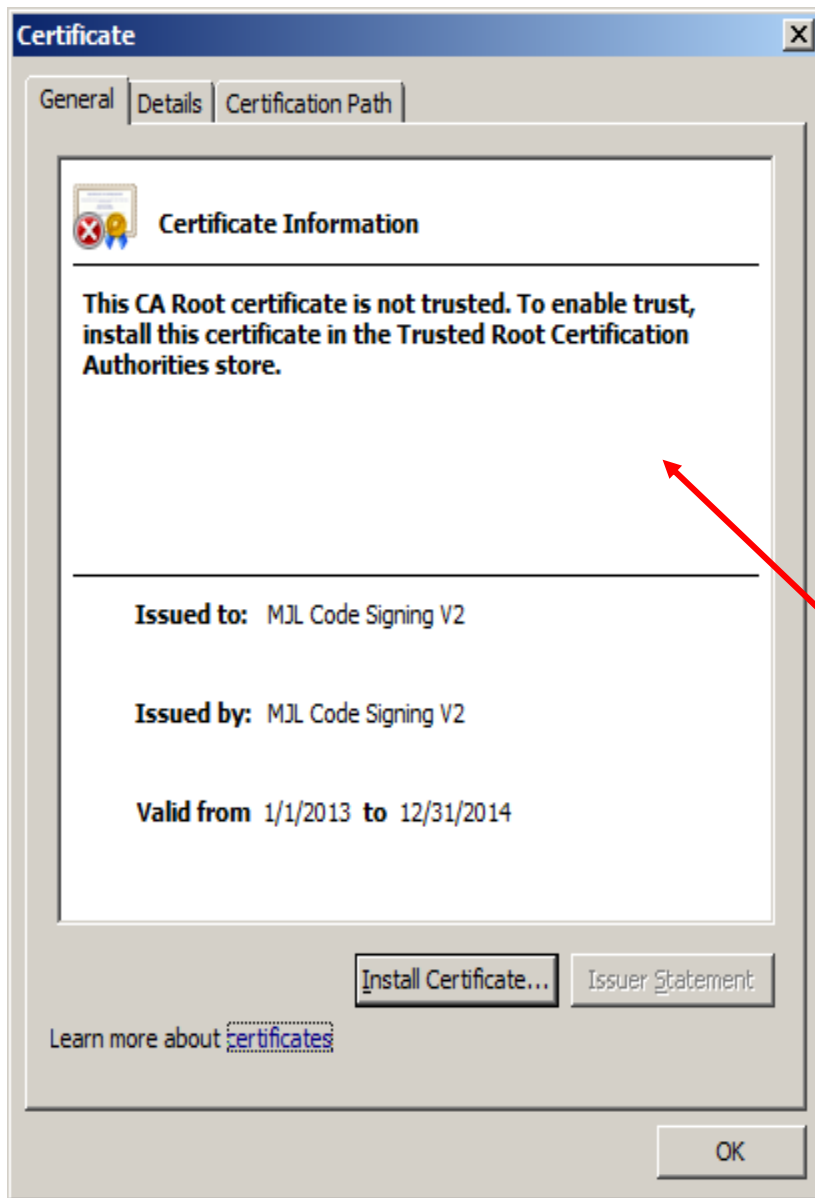 Certificate
General Details Certification Path
Certificate Information
This CA Root certificate is not trusted. To enable trust,
install this certificate in the Trusted Root Certification
Authorities store.
Issued to: MJL Code Signing V2
Issued by: MJL Code Signing V2
Valid from 1/1/2013 to 12/31/2014
Install Certificate... Issuer Statement
Learn more about certificates
OK